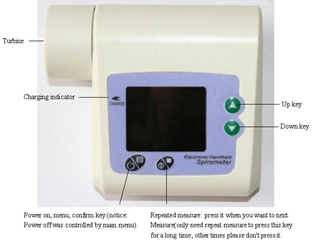 Turbine
Charging indicator
CHARGE
Up key
Down key
Electronic Handheld
Spirometer
Power on, menu, confirm key (notice:
Power off was controlled by main menu).
Repeated measure: press it when you want to next
Measure(only need repeat measure to press this key
for a long time, other times please don't press it.